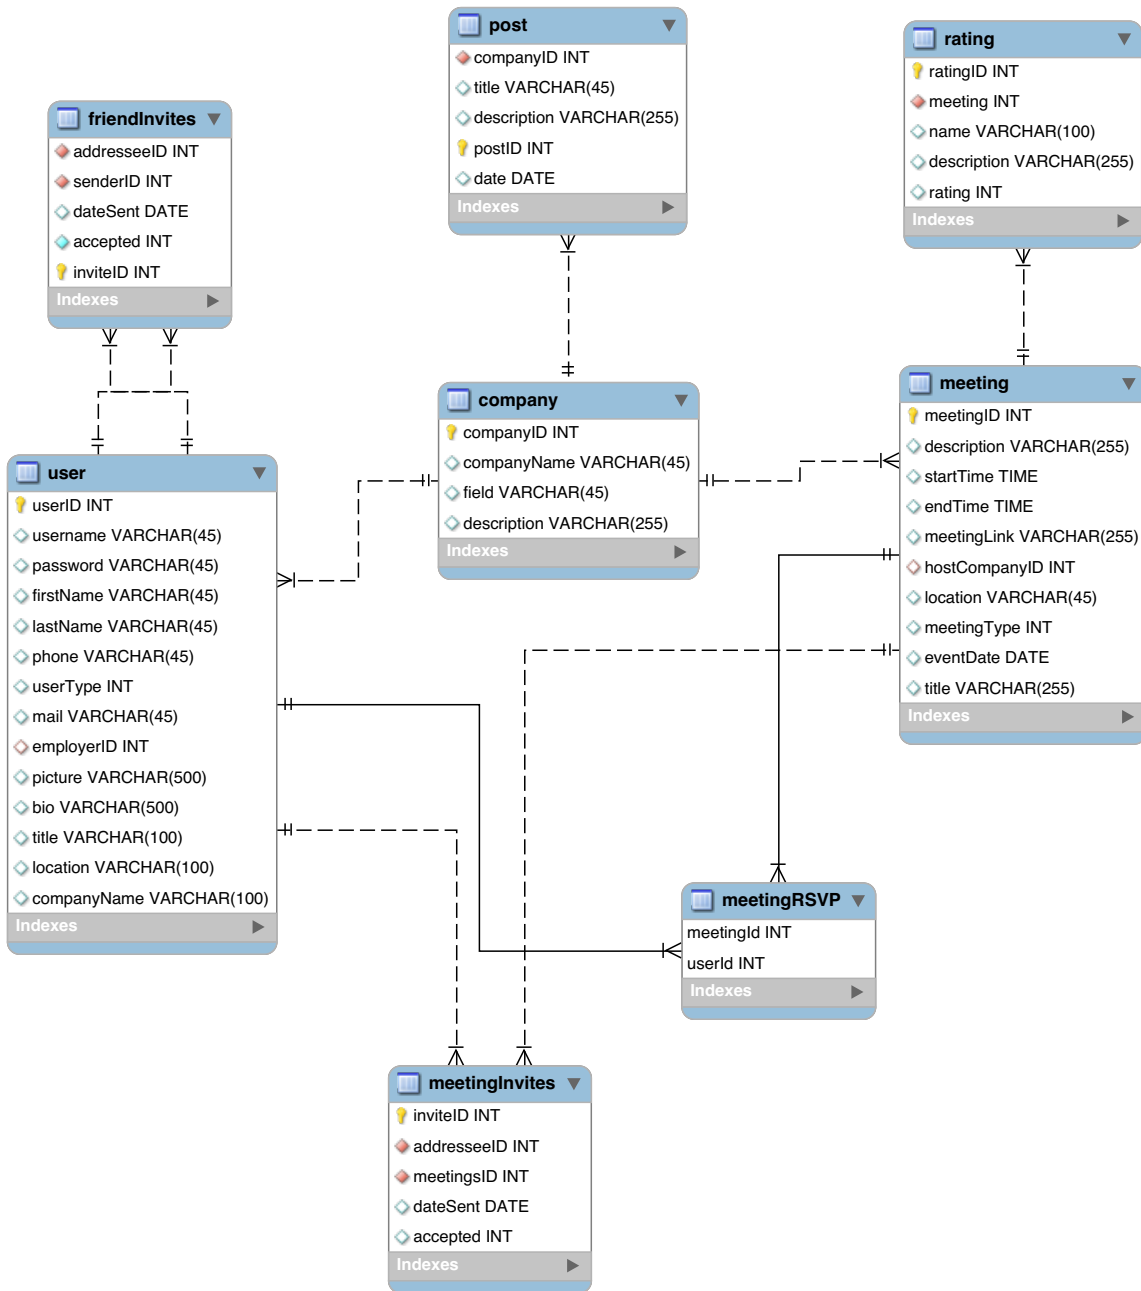 post
companyID INT
title VARCHAR(45)
description VARCHAR(255)
postID INT
date DATE
Indexes
rating
ratingID INT
meeting INT
name VARCHAR(100)
description VARCHAR(255)
rating INT
Indexes
friendInvites
addresseeID INT
senderID INT
dateSent DATE
accepted INT
inviteID INT
Indexes
company
companyID INT
companyName VARCHAR(45)
field VARCHAR(45)
description VARCHAR(255)
Indexes
meeting
meetingID INT
description VARCHAR(255)
startTime TIME
endTime TIME
meetingLink VARCHAR(255)
hostCompanyID INT
location VARCHAR(45)
meetingType INT
eventDate DATE
title VARCHAR(255)
Indexes
user
userID INT
username VARCHAR(45)
password VARCHAR(45)
firstName VARCHAR(45)
lastName VARCHAR(45)
phone VARCHAR(45)
userType INT
mail VARCHAR(45)
employerID INT
picture VARCHAR(500)
bio VARCHAR(500)
title VARCHAR(100)
location VARCHAR(100)
companyName VARCHAR(100)
Indexes
meetingRSVP
meetingId INT
userId INT
Indexes
meetingInvites
inviteID INT
addresseeID INT
meetingsID INT
dateSent DATE
accepted INT
Indexes